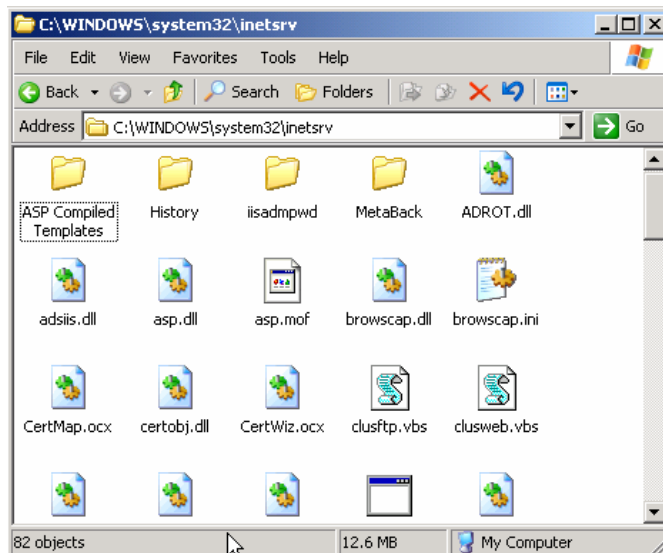 C:\WINDOWS\system32\inetsrv
File Edit View Favorites Tools Help
Back Search Folders
Address C:\WINDOWS\system32\inetsrv Go
ASP Compiled Templates
History
iisadmpwd
MetaBack
ADROT.dll
adsiis.dll
asp.dll
asp.mof
browscap.dll
browscap.ini
CertMap.ocx
certobj.dll
CertWiz.ocx
clusftp.vbs
clusweb.vbs
82 objects 12.6 MB My Computer